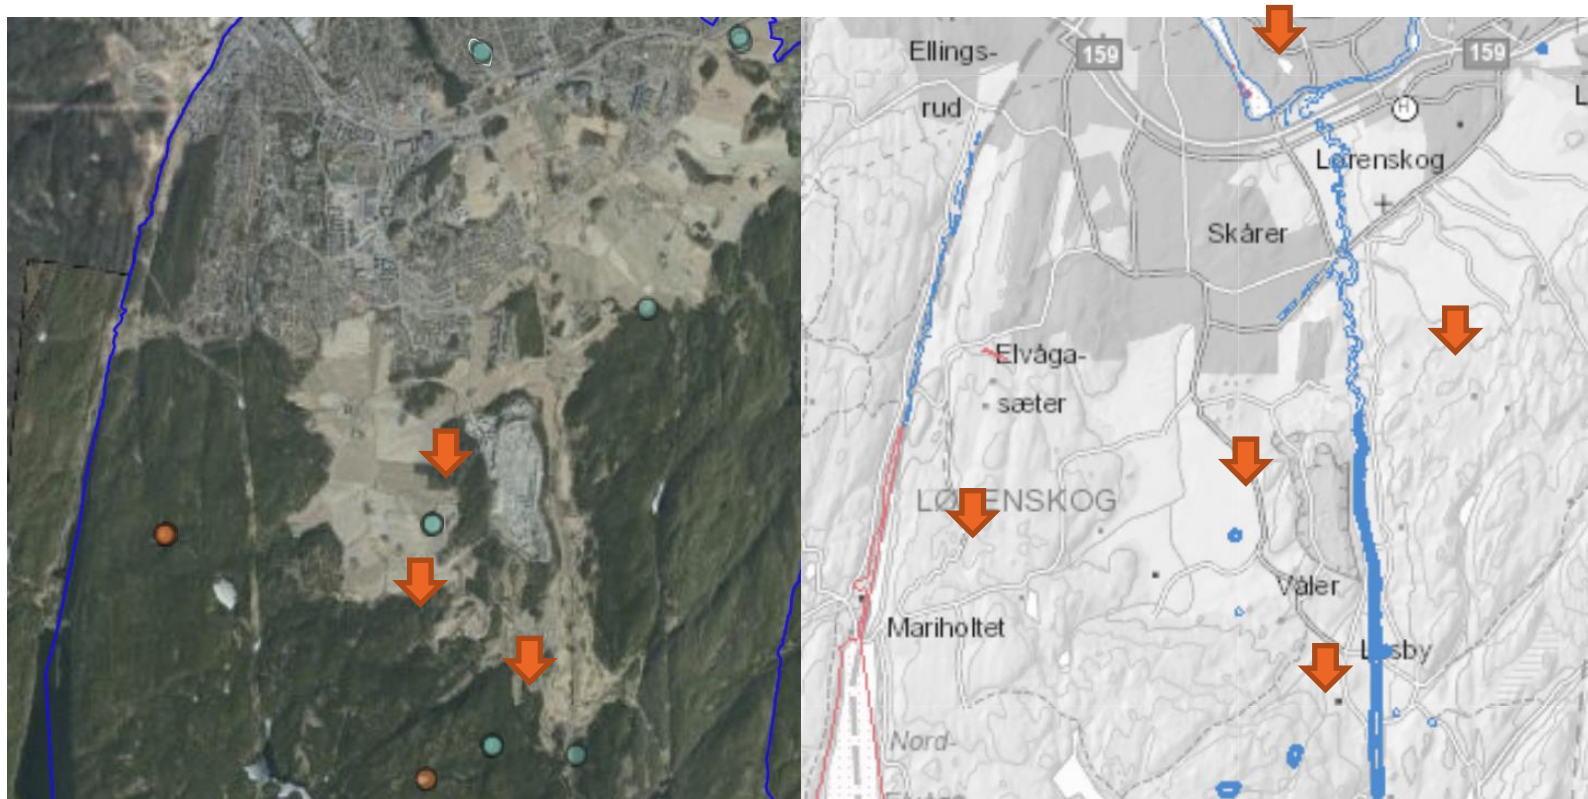 Ellings-
rud
159
159
H
L
Lørenskog
Skårer
Elvåga-
sæter
Våler
Mariholtet
Nord-